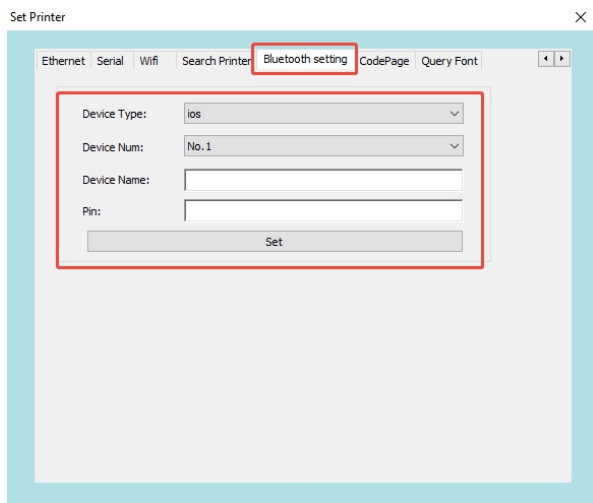 Set Printer
Ethernet Serial Wifi Search Printer Bluetooth setting CodePage Query Font
Device Type: ios
Device Num: No.1
Device Name:
Pin:
Set